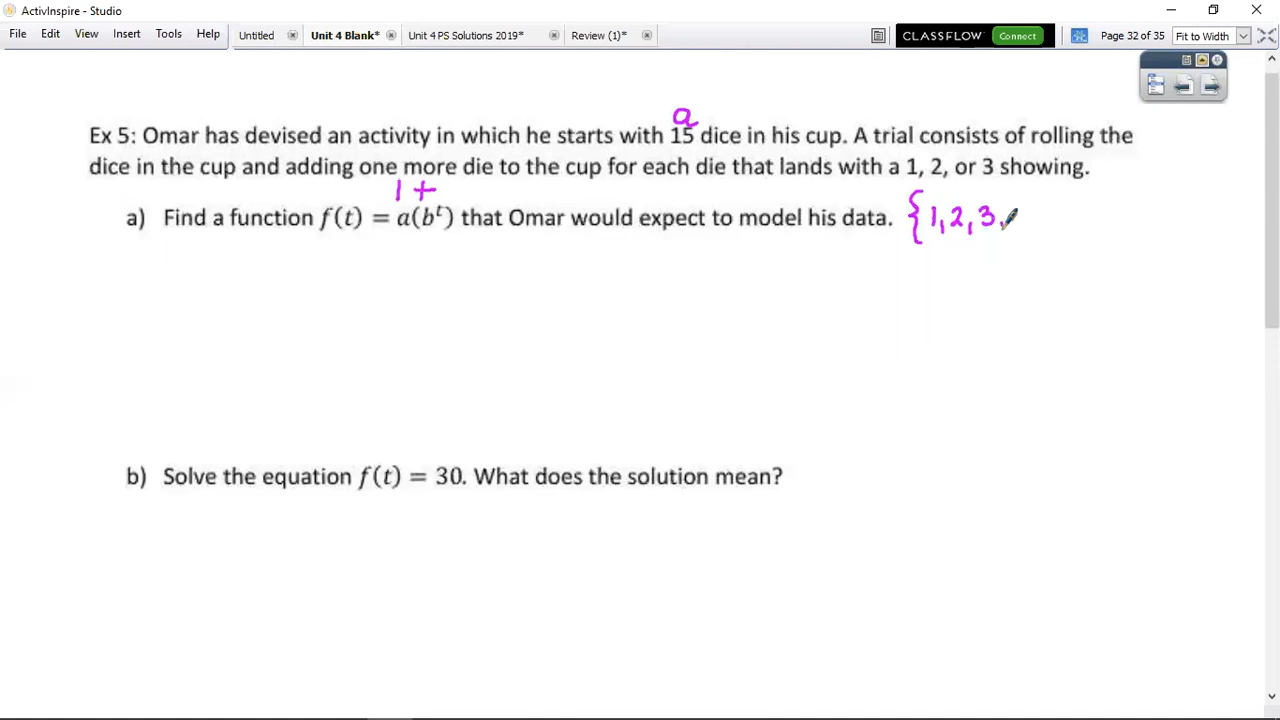 ActivInspire - Studio
File Edit View Insert Tools Help Untitled Unit 4 Blank* Unit 4 PS Solutions 2019* Review (1)* CLASSFLOW Connect Page 32 of 35 Fit to Width
a
Ex 5: Omar has devised an activity in which he starts with 15 dice in his cup. A trial consists of rolling the
dice in the cup and adding one more die to the cup for each die that lands with a 1, 2, or 3 showing.
1 +
a) Find a function f(t) = a(bᵗ) that Omar would expect to model his data. {1,2,3,
b) Solve the equation f(t) = 30. What does the solution mean?